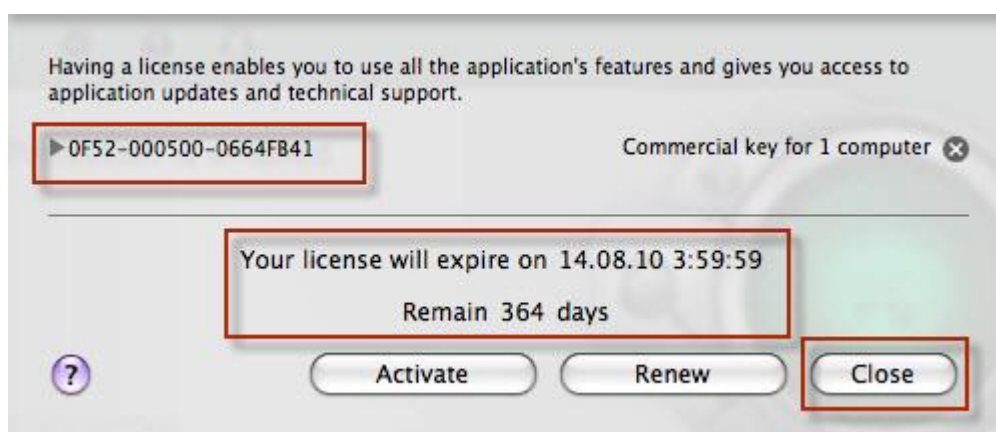 Having a license enables you to use all the application's features and gives you access to
application updates and technical support.
0F52-000500-0664FB41 Commercial key for 1 computer
Your license will expire on 14.08.10 3:59:59
Remain 364 days
? Activate Renew Close